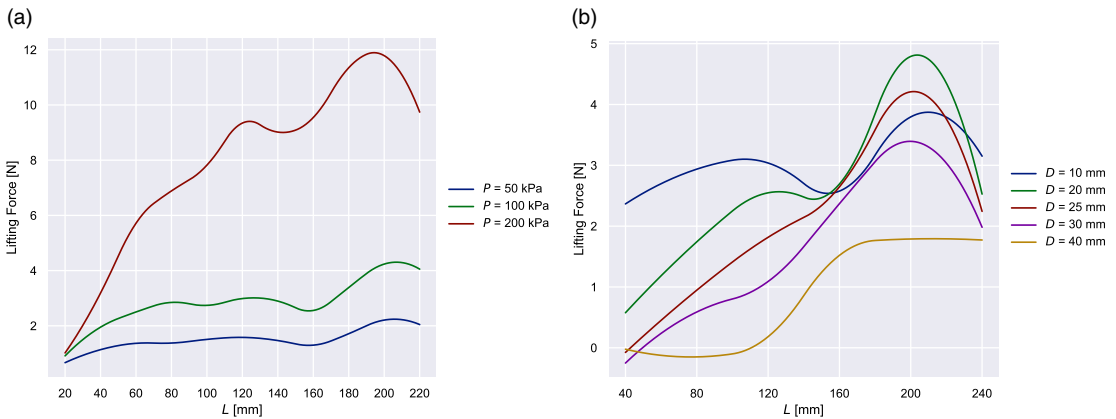 (a)
12
10
8
6
4
2
Lifting Force [N]
20 40 60 80 100 120 140 160 180 200 220
L [mm]
P = 50 kPa
P = 100 kPa
P = 200 kPa
(b)
5
4
3
2
1
0
Lifting Force [N]
40 80 120 160 200 240
L [mm]
D = 10 mm
D = 20 mm
D = 25 mm
D = 30 mm
D = 40 mm